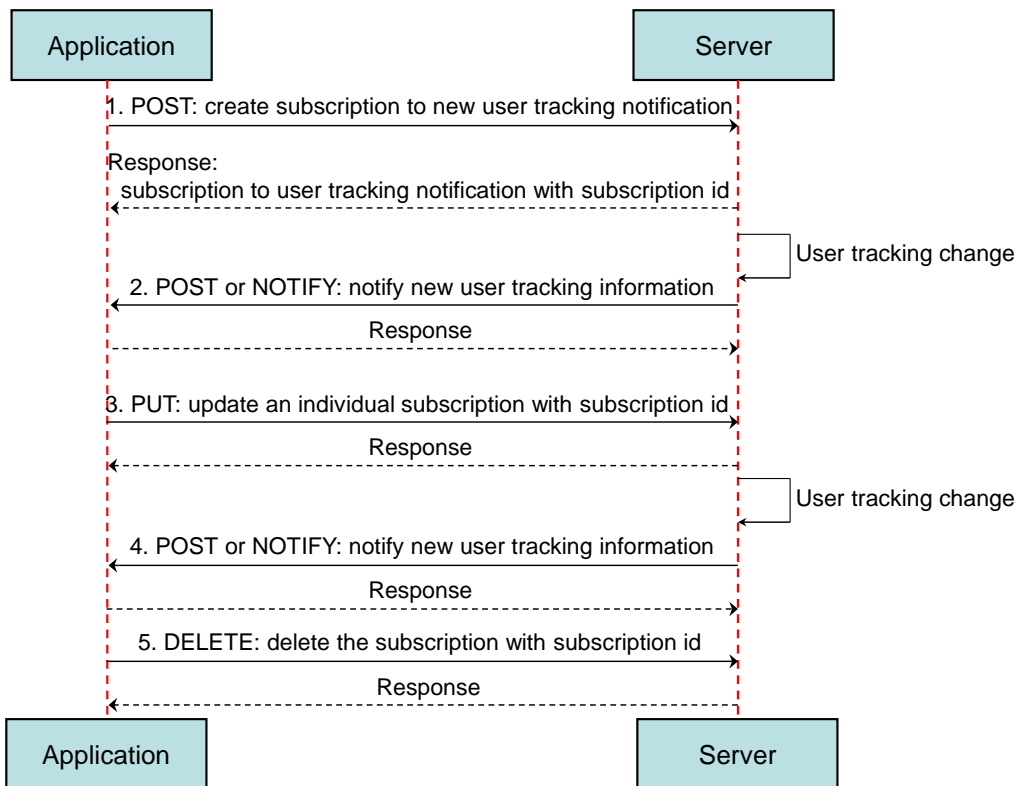 Application
Server
1. POST: create subscription to new user tracking notification
Response:
subscription to user tracking notification with subscription id
User tracking change
2. POST or NOTIFY: notify new user tracking information
Response
3. PUT: update an individual subscription with subscription id
Response
User tracking change
4. POST or NOTIFY: notify new user tracking information
Response
5. DELETE: delete the subscription with subscription id
Response
Application
Server